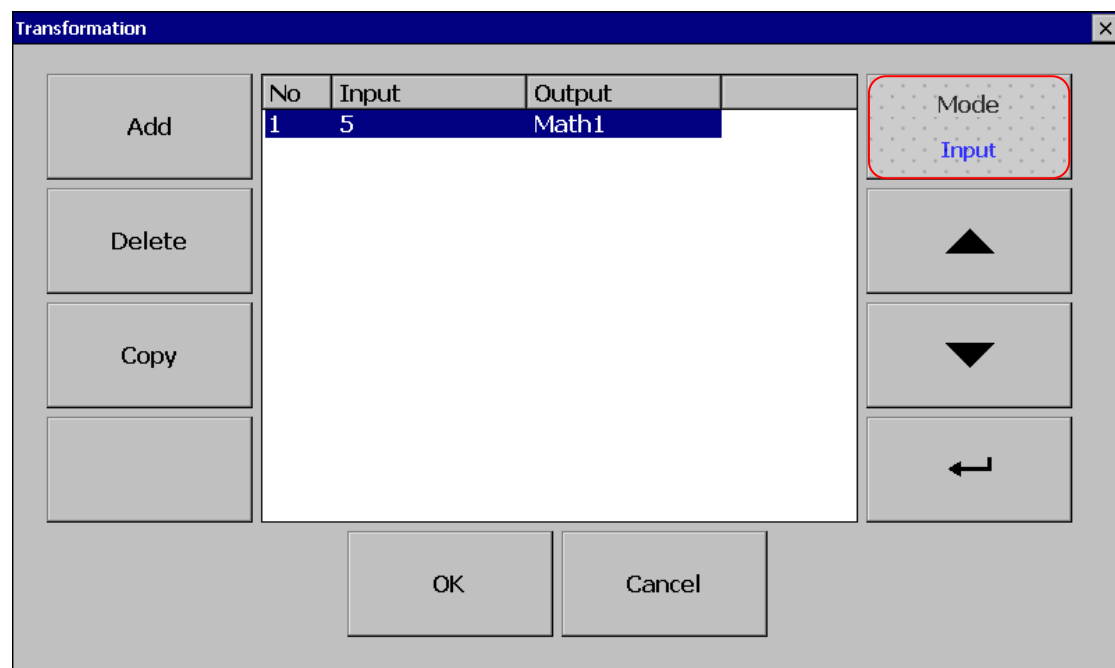 Transformation
Add
Delete
Copy
No Input Output
1 5 Math1
Mode
Input
OK
Cancel